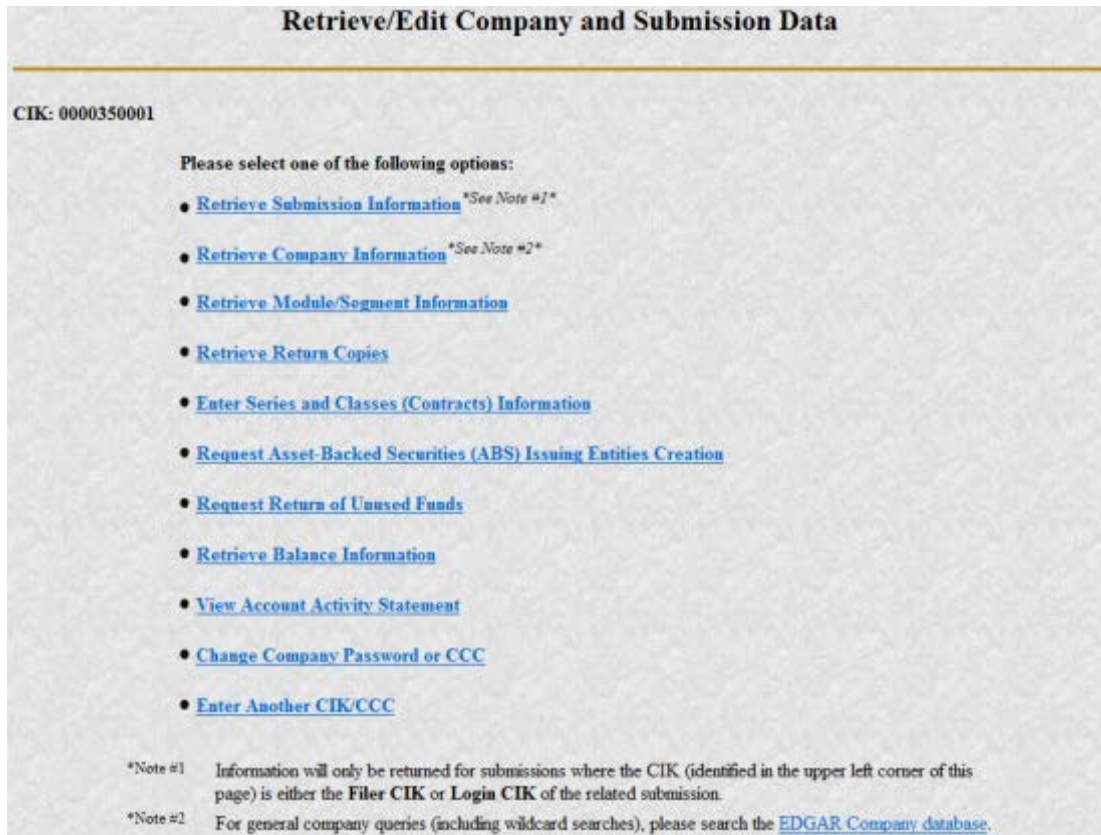 Retrieve/Edit Company and Submission Data
CIK: 0000350001
Please select one of the following options:
• Retrieve Submission Information *See Note #1*
• Retrieve Company Information *See Note #2*
• Retrieve Module/Segment Information
• Retrieve Return Copies
• Enter Series and Classes (Contracts) Information
• Request Asset-Backed Securities (ABS) Issuing Entities Creation
• Request Return of Unused Funds
• Retrieve Balance Information
• View Account Activity Statement
• Change Company Password or CCC
• Enter Another CIK/CCC
*Note #1 Information will only be returned for submissions where the CIK (identified in the upper left corner of this
page) is either the Filer CIK or Login CIK of the related submission.
*Note #2 For general company queries (including wildcard searches), please search the EDGAR Company database.